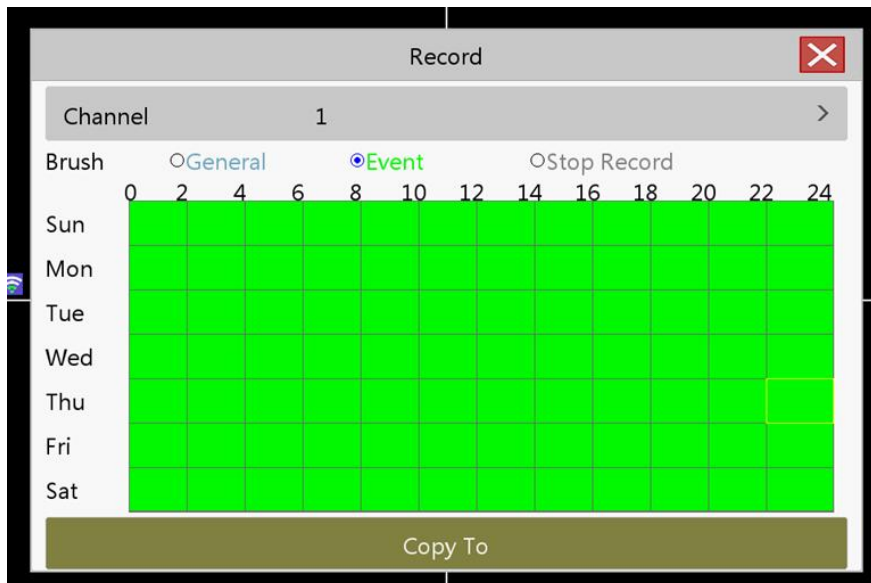 Record
Channel 1 >
Brush General Event Stop Record
0 2 4 6 8 10 12 14 16 18 20 22 24
Sun
Mon
Tue
Wed
Thu
Fri
Sat
Copy To